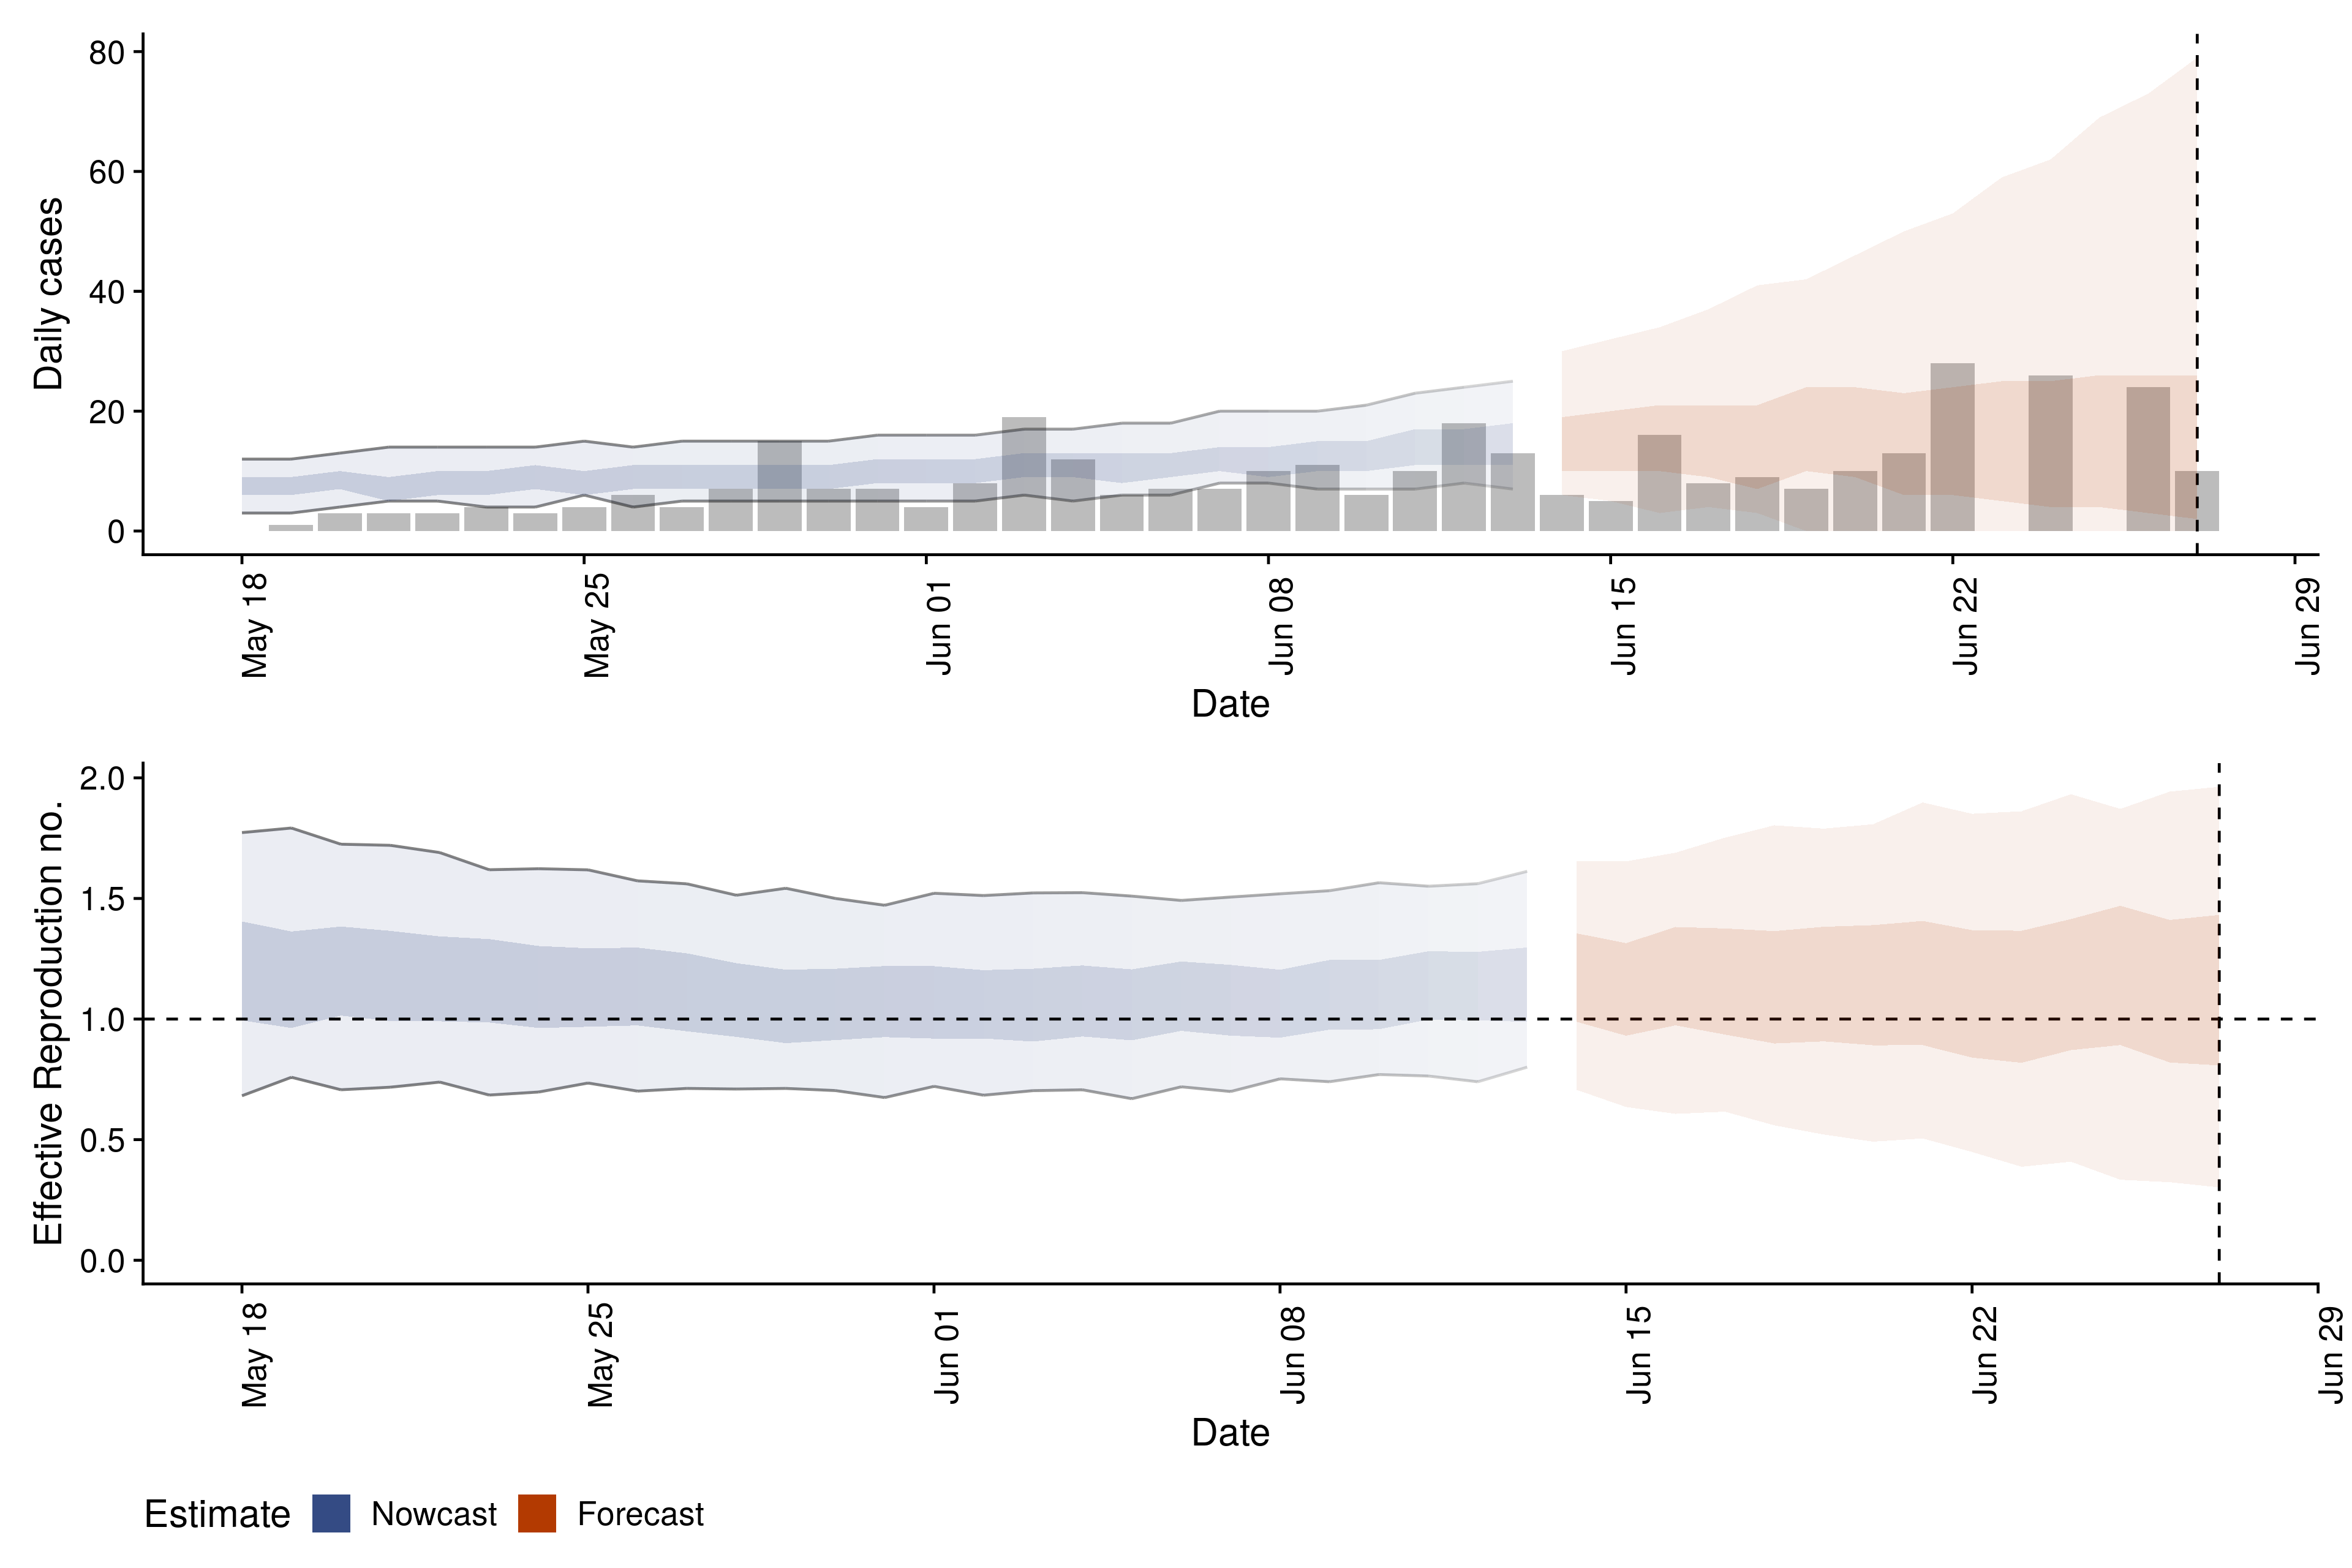 Daily cases
80
60
40
20
0
May 18
May 25
Jun 01
Jun 08
Jun 15
Jun 22
Jun 29
Date
Effective Reproduction no.
2.0
1.5
1.0
0.5
0.0
May 18
May 25
Jun 01
Jun 08
Jun 15
Jun 22
Jun 29
Date
Estimate Nowcast Forecast